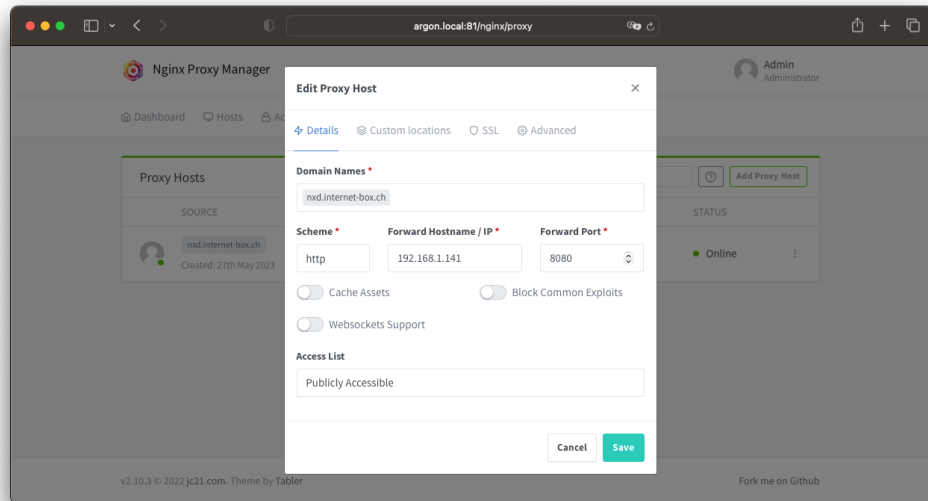 argon.local:81/nginx/proxy
Nginx Proxy Manager
Admin
Administrator
Dashboard Hosts
Edit Proxy Host
Details Custom locations SSL Advanced
Proxy Hosts
Add Proxy Host
SOURCE
STATUS
nxd.internet-box.ch
Created: 27th May 2023
Online
Domain Names *
nxd.internet-box.ch
Scheme * Forward Hostname / IP * Forward Port *
http 192.168.1.141 8080
Cache Assets Block Common Exploits
Websockets Support
Access List
Publicly Accessible
Cancel Save
v2.10.3 © 2022 jc21.com. Theme by Tabler
Fork me on Github